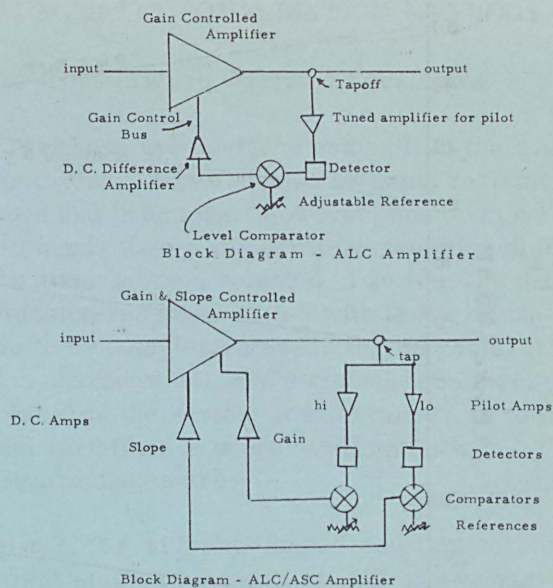 Gain Controlled
Amplifier
input
output
Tapoff
Gain Control
Bus
Tuned amplifier for pilot
D. C. Difference
Amplifier
Detector
Adjustable Reference
Level Comparator
Block Diagram - ALC Amplifier
Gain & Slope Controlled
Amplifier
input
output
tap
hi
lo
Pilot Amps
D. C. Amps
Slope
Gain
Detectors
Comparators
References
Block Diagram - ALC/ASC Amplifier